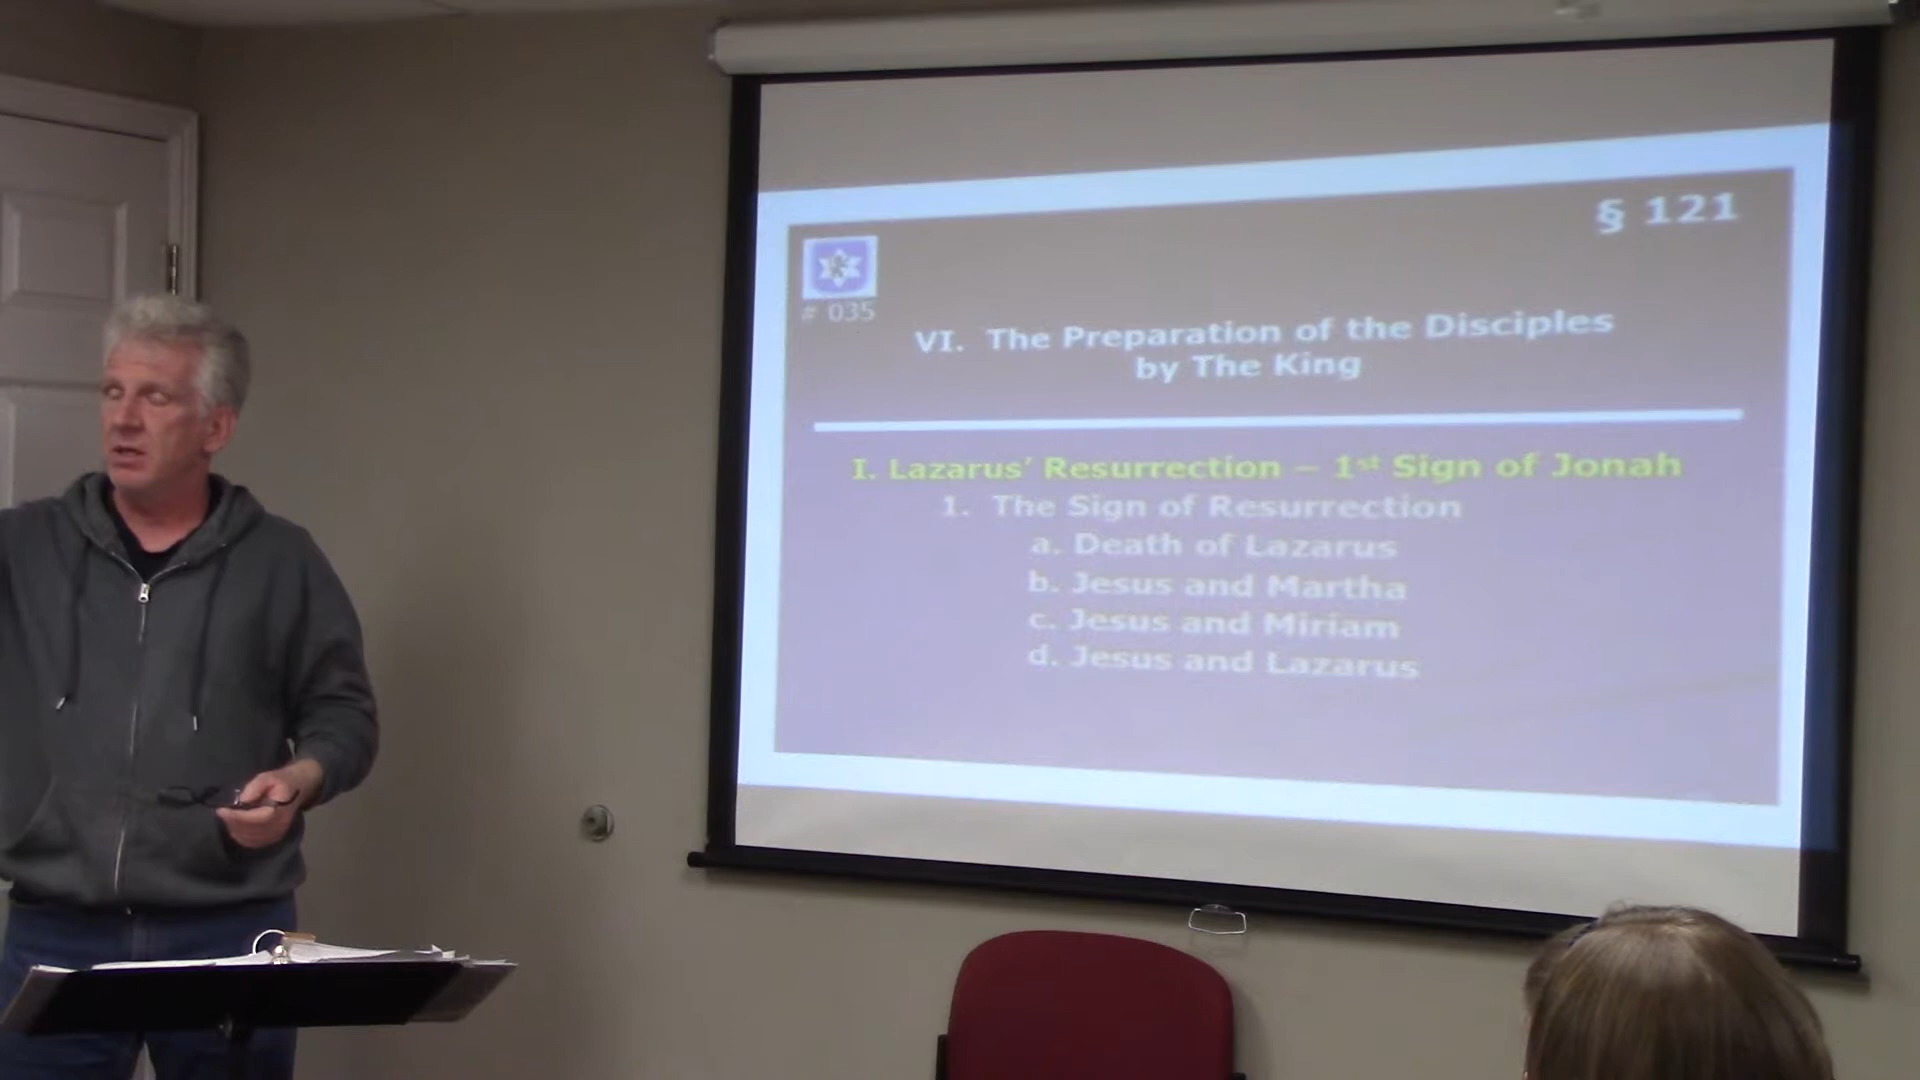 § 121
# 035
VI. The Preparation of the Disciples
by The King
I. Lazarus’ Resurrection – 1st Sign of Jonah
1. The Sign of Resurrection
a. Death of Lazarus
b. Jesus and Martha
c. Jesus and Miriam
d. Jesus and Lazarus